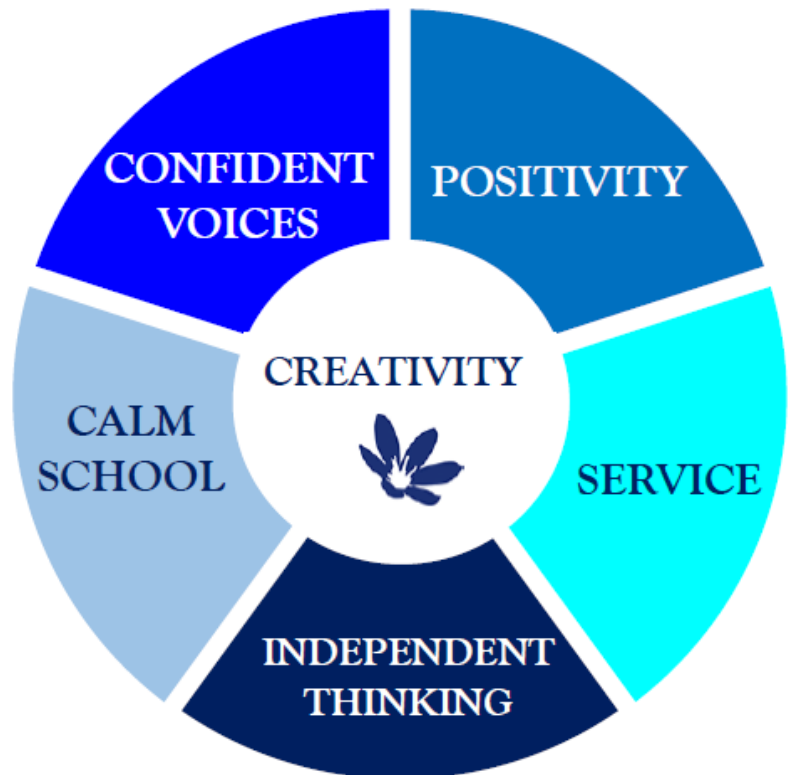 CONFIDENT
VOICES
POSITIVITY
CREATIVITY
CALM
SCHOOL
SERVICE
INDEPENDENT
THINKING